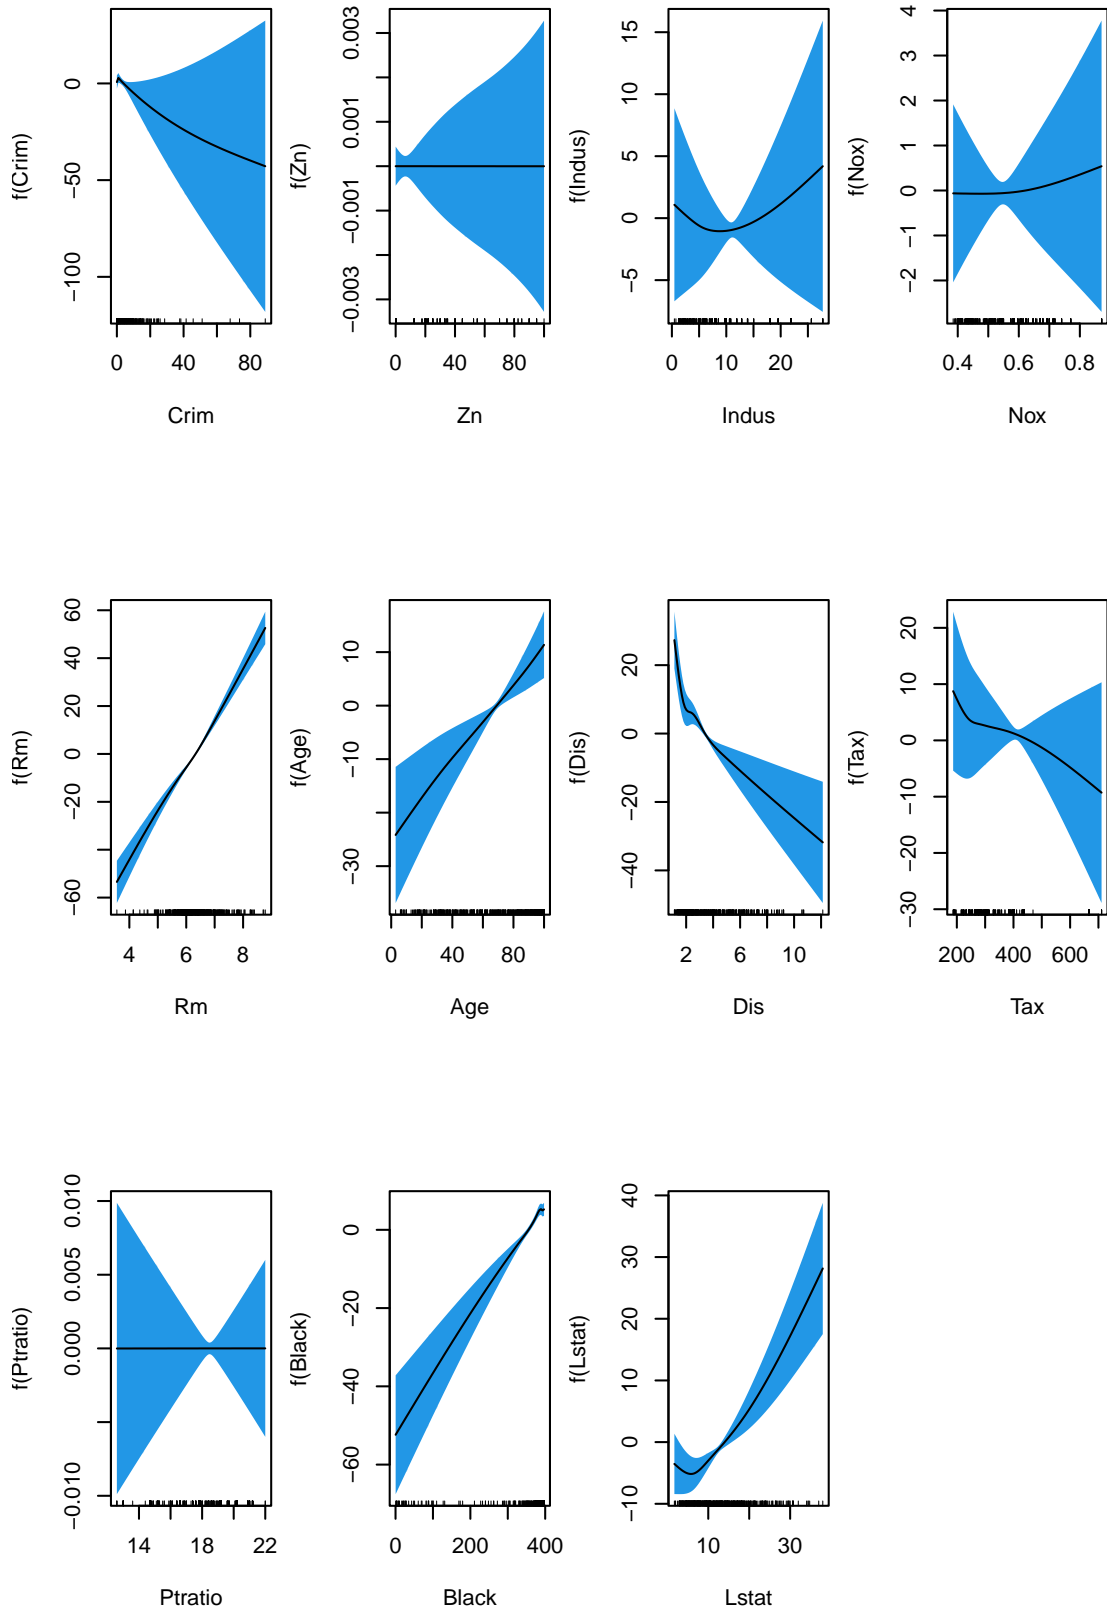 f(Crim)
0
−50
−100
0 40 80
Crim
f(Zn)
0.003
0.001
−0.001
−0.003
0 40 80
Zn
f(Indus)
15
10
5
0
−5
0 10 20
Indus
f(Nox)
4
3
2
1
0
−1
−2
0.4 0.6 0.8
Nox
f(Rm)
60
40
20
0
−20
−60
4 6 8
Rm
f(Age)
10
0
−10
−30
0 40 80
Age
f(Dis)
20
0
−20
−40
2 6 10
Dis
f(Tax)
20
10
0
−10
−20
−30
200 400 600
Tax
f(Ptratio)
0.010
0.005
0.000
−0.010
14 18 22
Ptratio
f(Black)
0
−20
−40
−60
0 200 400
Black
f(Lstat)
40
30
20
10
0
−10
10 30
Lstat